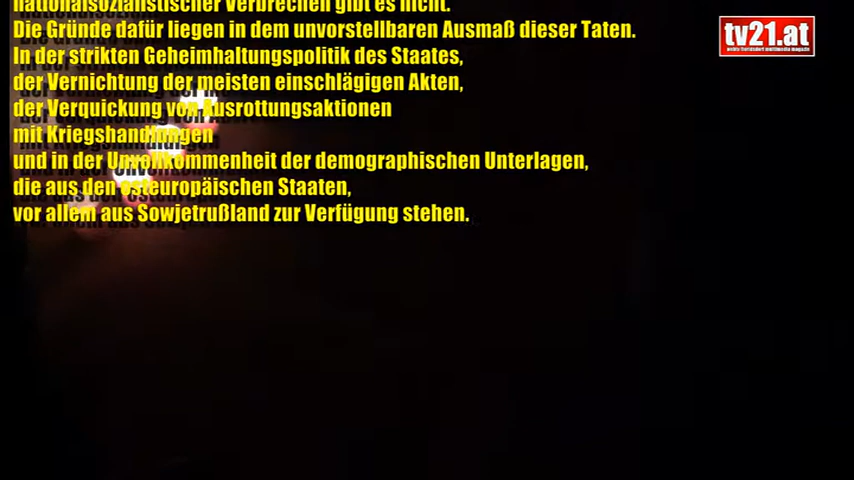 nationalsozialistischer Verbrechen gibt es nicht.
Die Gründe dafür liegen in dem unvorstellbaren Ausmaß dieser Taten.
In der strikten Geheimhaltungspolitik des Staates,
der Vernichtung der meisten einschlägigen Akten,
der Verquickung von Ausrottungsaktionen
mit Kriegshandlungen
und in der Unvollkommenheit der demographischen Unterlagen,
die aus den osteuropäischen Staaten,
vor allem aus Sowjetrußland zur Verfügung stehen.
tv21.at